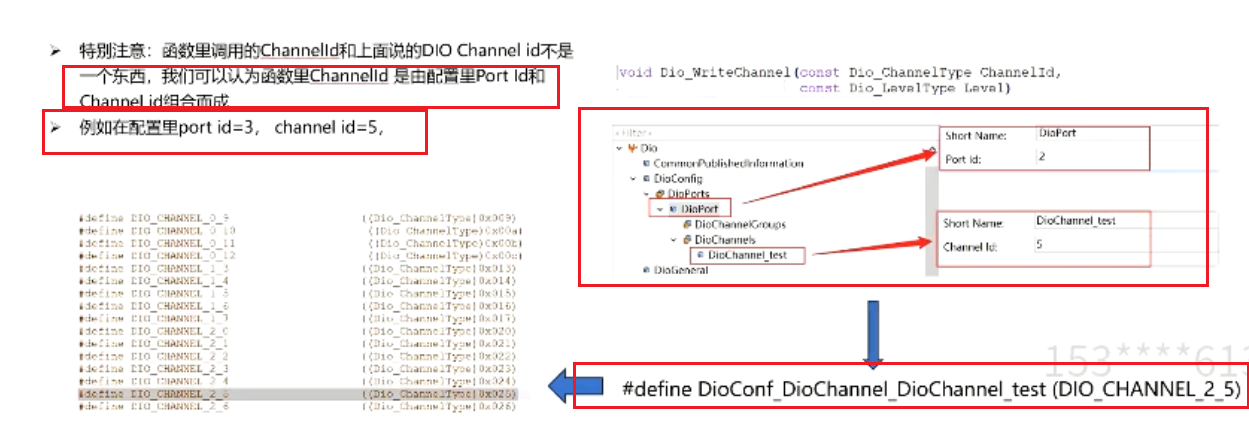 特别注意：函数里调用的ChannelId和上面说的DIO Channel id不是
一个东西，我们可以认为函数里ChannelId 是由配置里Port Id和
Channel id组合而成
例如在配置里port id=3， channel id=5，
void Dio_WriteChannel(const Dio_ChannelType ChannelId,
const Dio_LevelType Level)
Filter
Dio
CommonPublishedInformation
DioConfig
DioPorts
DioPort
DioChannelGroups
DioChannels
DioChannel_test
DioGeneral
Short Name: DioPort
Port Id: 2
Short Name: DioChannel_test
Channel Id: 5
#define DIO_CHANNEL_0_9 ((Dio_ChannelType)0x009)
#define DIO_CHANNEL_0_10 ((Dio_ChannelType)0x00a)
#define DIO_CHANNEL_0_11 ((Dio_ChannelType)0x00b)
#define DIO_CHANNEL_0_12 ((Dio_ChannelType)0x00c)
#define DIO_CHANNEL_1_3 ((Dio_ChannelType)0x013)
#define DIO_CHANNEL_1_4 ((Dio_ChannelType)0x014)
#define DIO_CHANNEL_1_5 ((Dio_ChannelType)0x015)
#define DIO_CHANNEL_1_6 ((Dio_ChannelType)0x016)
#define DIO_CHANNEL_1_7 ((Dio_ChannelType)0x017)
#define DIO_CHANNEL_2_0 ((Dio_ChannelType)0x020)
#define DIO_CHANNEL_2_1 ((Dio_ChannelType)0x021)
#define DIO_CHANNEL_2_2 ((Dio_ChannelType)0x022)
#define DIO_CHANNEL_2_3 ((Dio_ChannelType)0x023)
#define DIO_CHANNEL_2_4 ((Dio_ChannelType)0x024)
#define DIO_CHANNEL_2_5 ((Dio_ChannelType)0x025)
#define DIO_CHANNEL_2_6 ((Dio_ChannelType)0x026)
153****613
#define DioConf_DioChannel_DioChannel_test (DIO_CHANNEL_2_5)